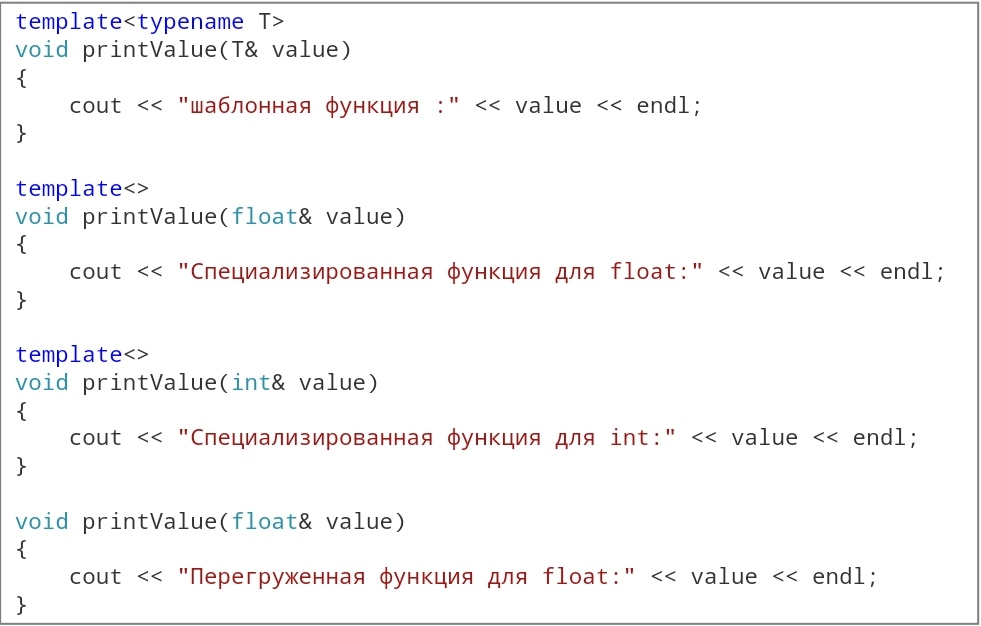 template<typename T>
void printValue(T& value)
{
    cout << "шаблонная функция :" << value << endl;
}

template<>
void printValue(float& value)
{
    cout << "Специализированная функция для float:" << value << endl;
}

template<>
void printValue(int& value)
{
    cout << "Специализированная функция для int:" << value << endl;
}

void printValue(float& value)
{
    cout << "Перегруженная функция для float:" << value << endl;
}